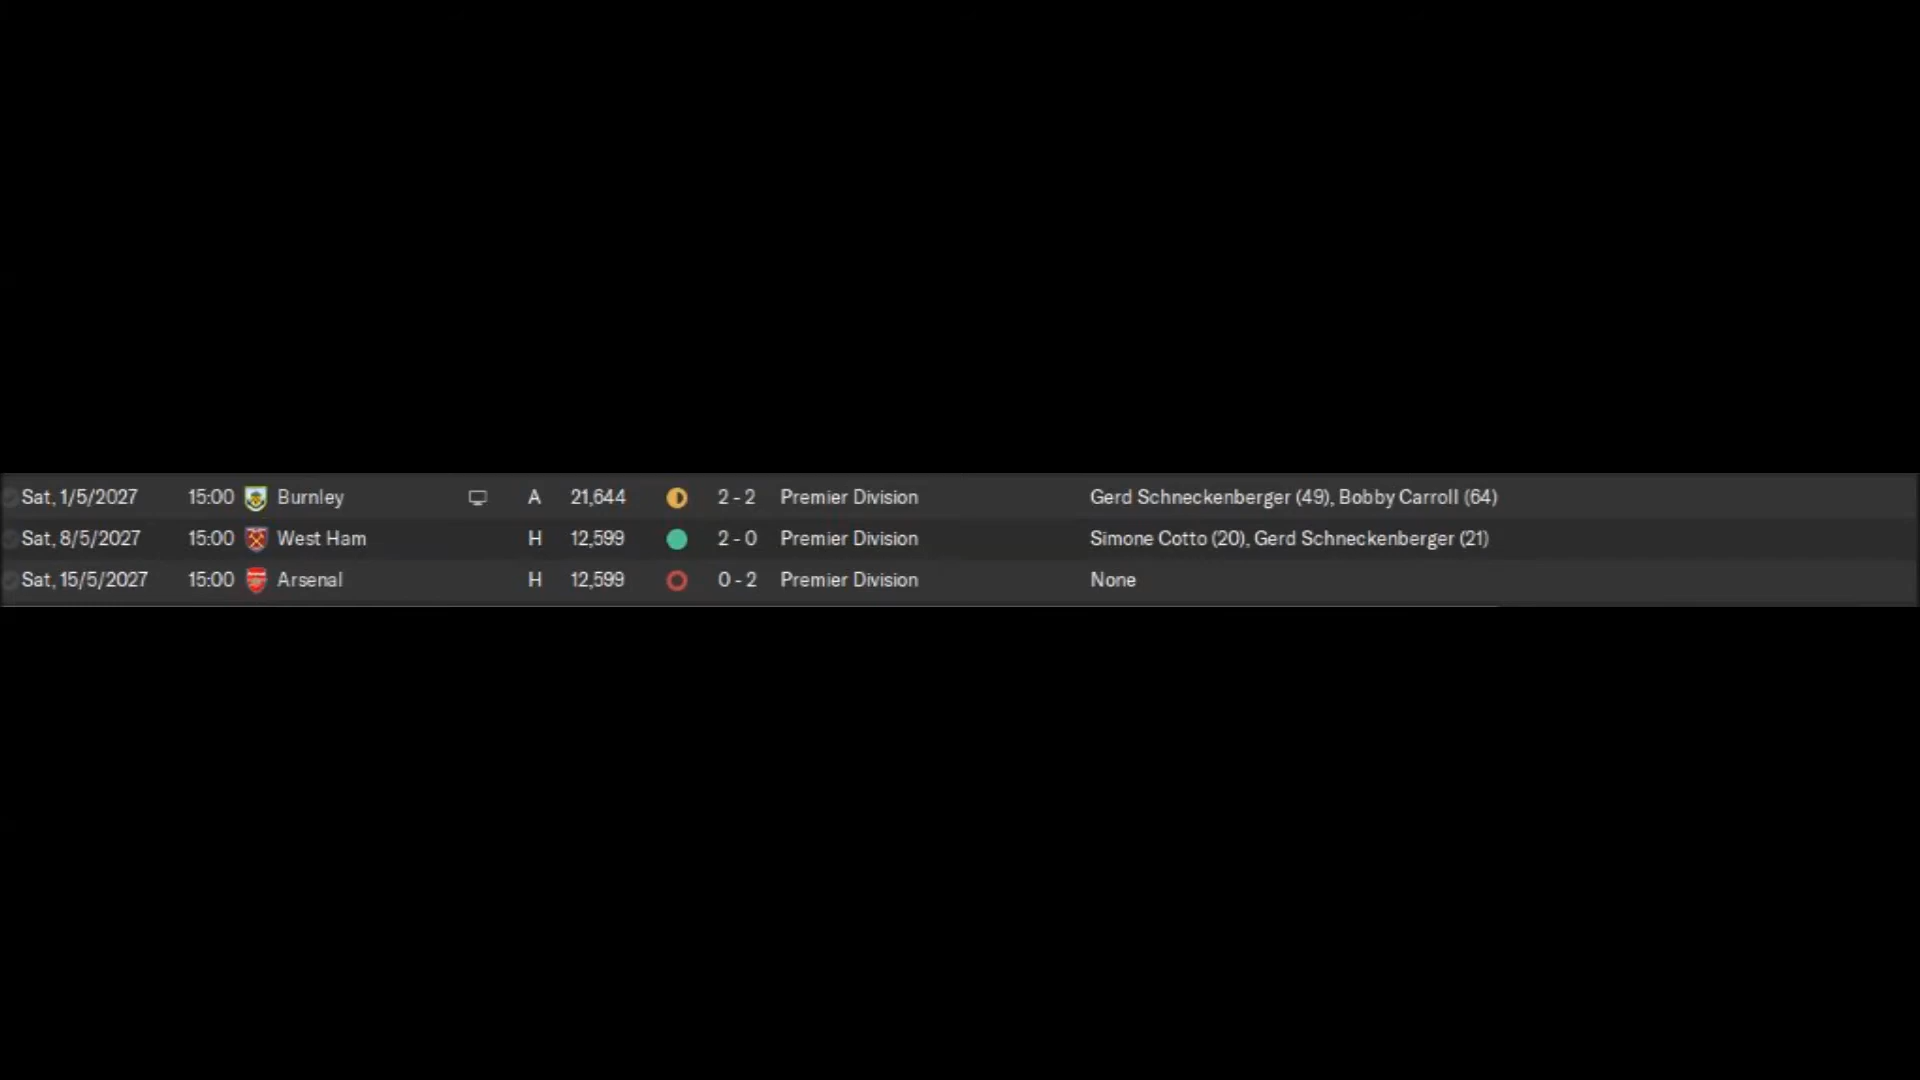 Sat, 1/5/2027 15:00 Burnley A 21,644 2 - 2 Premier Division Gerd Schneckenberger (49), Bobby Carroll (64)
Sat, 8/5/2027 15:00 West Ham H 12,599 2 - 0 Premier Division Simone Cotto (20), Gerd Schneckenberger (21)
Sat, 15/5/2027 15:00 Arsenal H 12,599 0 - 2 Premier Division None